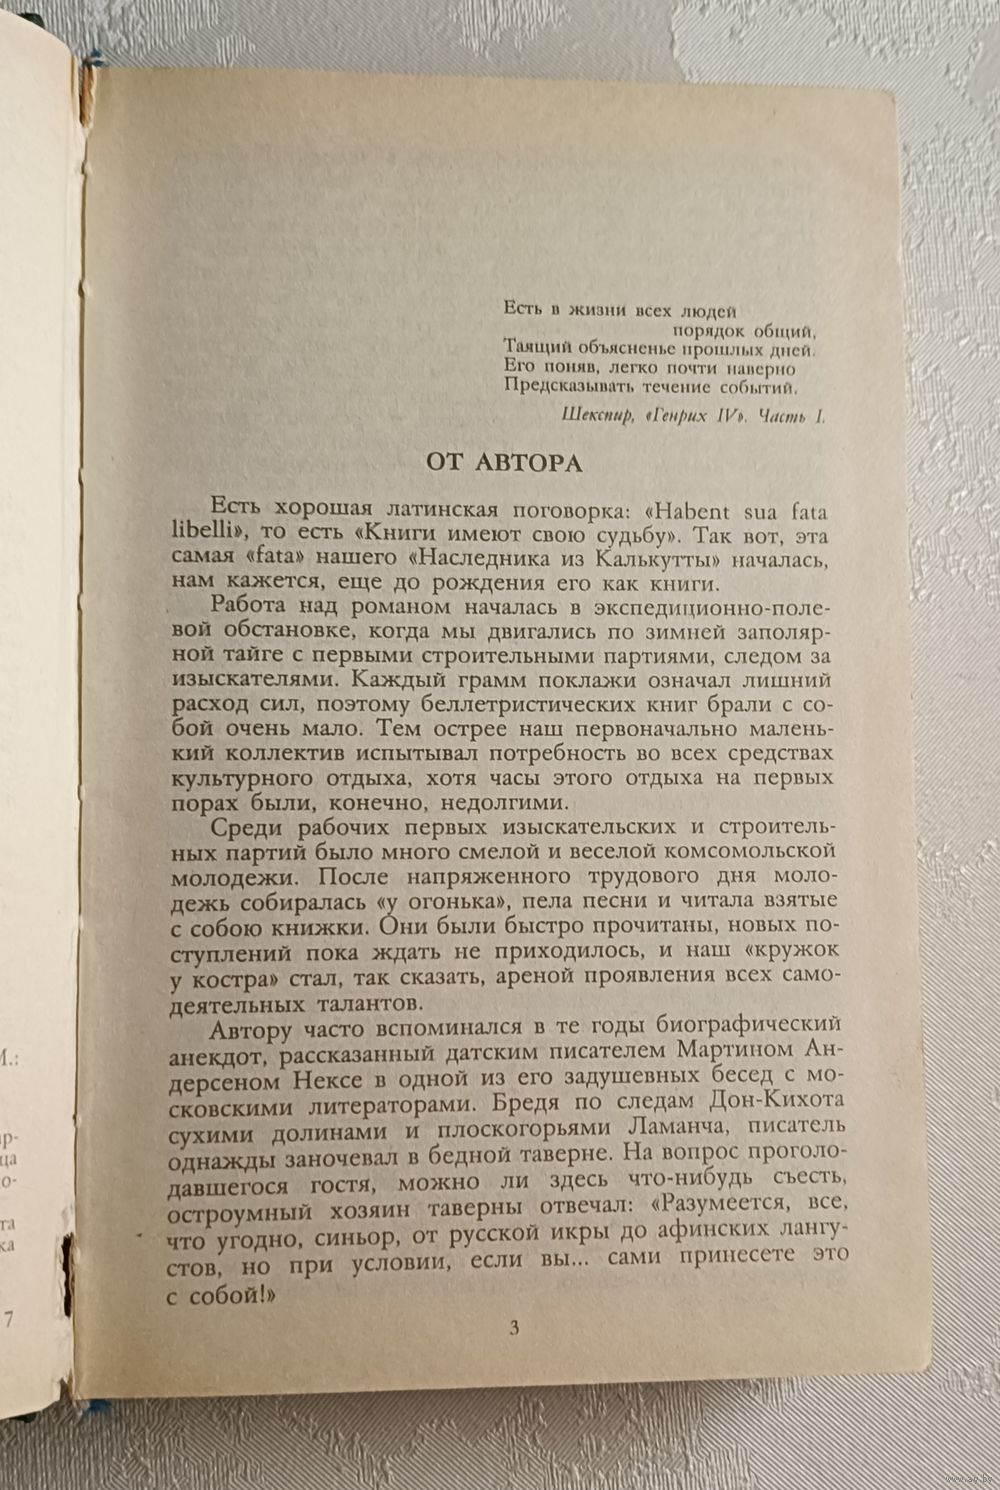 Есть в жизни всех людей
порядок общий,
Таящий объясненье прошлых дней.
Его поняв, легко почти наверно
Предсказывать течение событий.
Шекспир, «Генрих IV». Часть I.
ОТ АВТОРА
Есть хорошая латинская поговорка: «Habent sua fata
libelli», то есть «Книги имеют свою судьбу». Так вот, эта
самая «fata» нашего «Наследника из Калькутты» началась,
нам кажется, еще до рождения его как книги.
Работа над романом началась в экспедиционно-поле-
вой обстановке, когда мы двигались по зимней заполяр-
ной тайге с первыми строительными партиями, следом за
изыскателями. Каждый грамм поклажи означал лишний
расход сил, поэтому беллетристических книг брали с со-
бой очень мало. Тем острее наш первоначально малень-
кий коллектив испытывал потребность во всех средствах
культурного отдыха, хотя часы этого отдыха на первых
порах были, конечно, недолгими.
Среди рабочих первых изыскательских и строитель-
ных партий было много смелой и веселой комсомольской
молодежи. После напряженного трудового дня моло-
дежь собиралась «у огонька», пела песни и читала взятые
с собою книжки. Они были быстро прочитаны, новых по-
ступлений пока ждать не приходилось, и наш «кружок
у костра» стал, так сказать, ареной проявления всех само-
деятельных талантов.
Автору часто вспоминался в те годы биографический
анекдот, рассказанный датским писателем Мартином Ан-
дерсеном Нексе в одной из его задушевных бесед с мо-
сковскими литераторами. Бредя по следам Дон-Кихота
сухими долинами и плоскогорьями Ламанча, писатель
однажды заночевал в бедной таверне. На вопрос проголо-
давшегося гостя, можно ли здесь что-нибудь съесть,
остроумный хозяин таверны отвечал: «Разумеется, все,
что угодно, синьор, от русской икры до афинских лангу-
стов, но при условии, если вы... сами принесете это
с собой!»
3
М.:
ар-
ца
о-
та
ка
7
www.ay.by